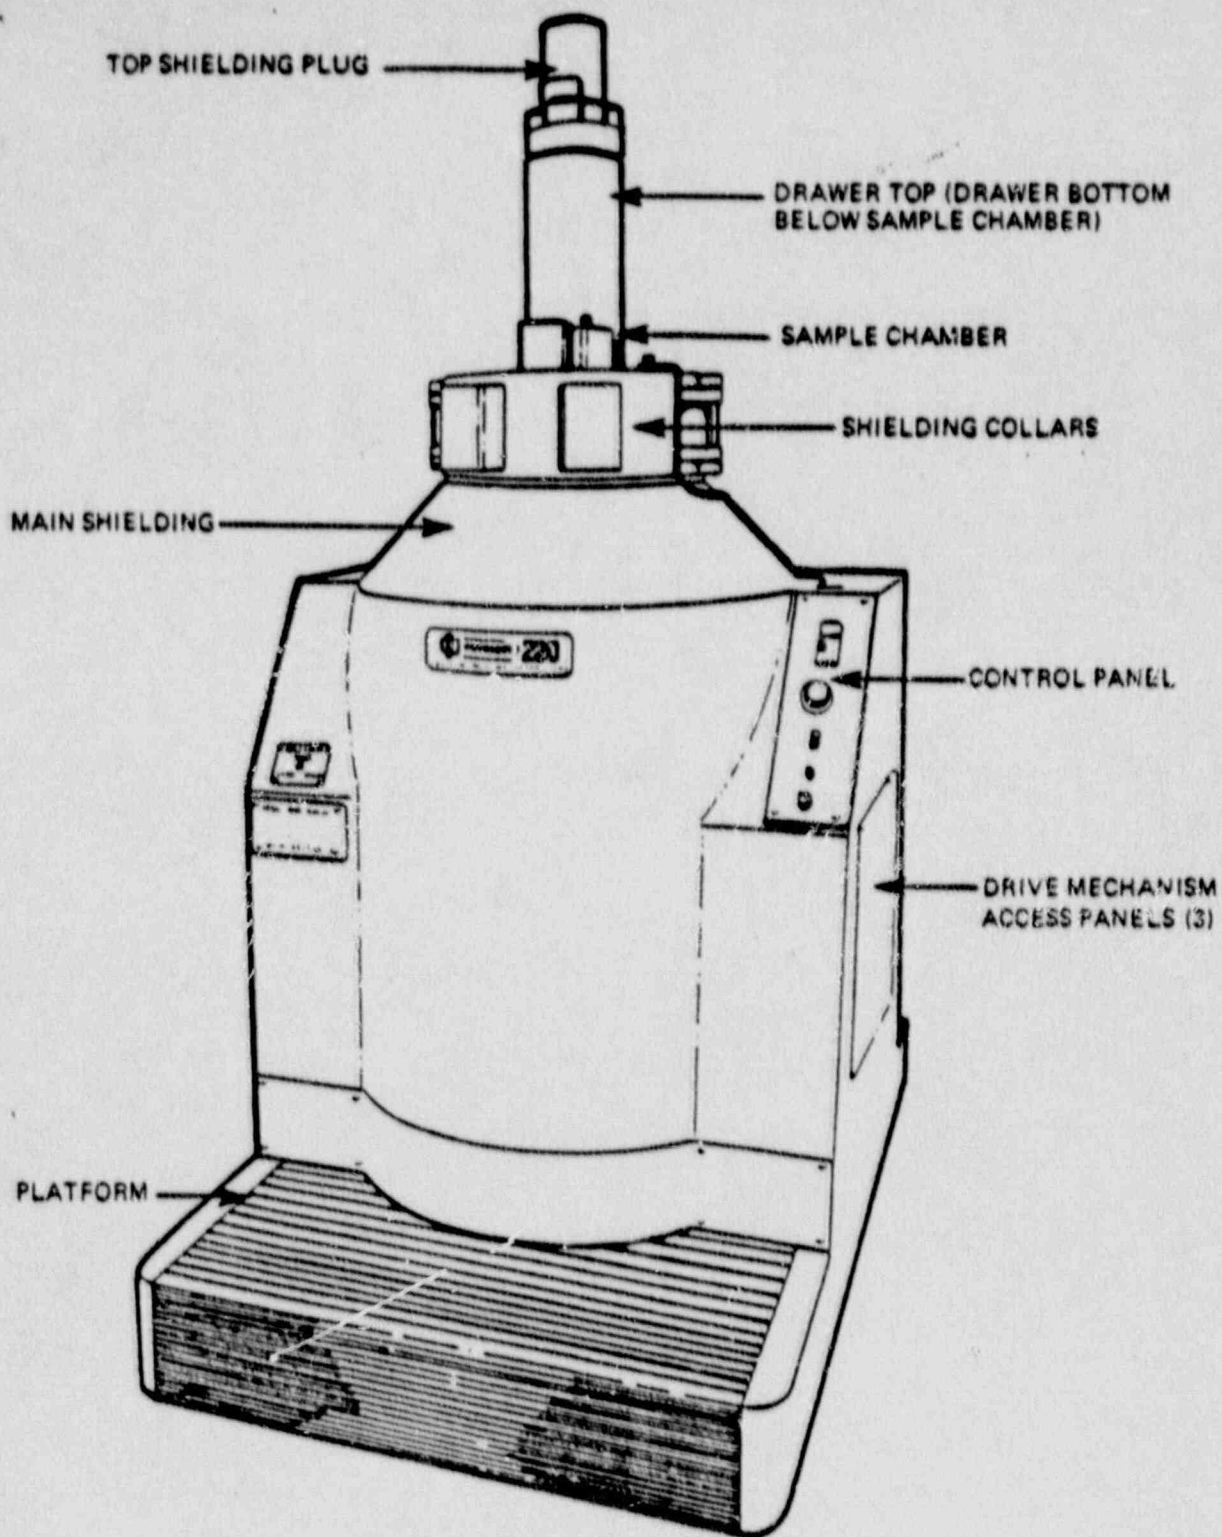 TOP SHIELDING PLUG
DRAWER TOP (DRAWER BOTTOM
BELOW SAMPLE CHAMBER)
SAMPLE CHAMBER
SHIELDING COLLARS
MAIN SHIELDING
220
CONTROL PANEL
DRIVE MECHANISM
ACCESS PANELS (3)
PLATFORM